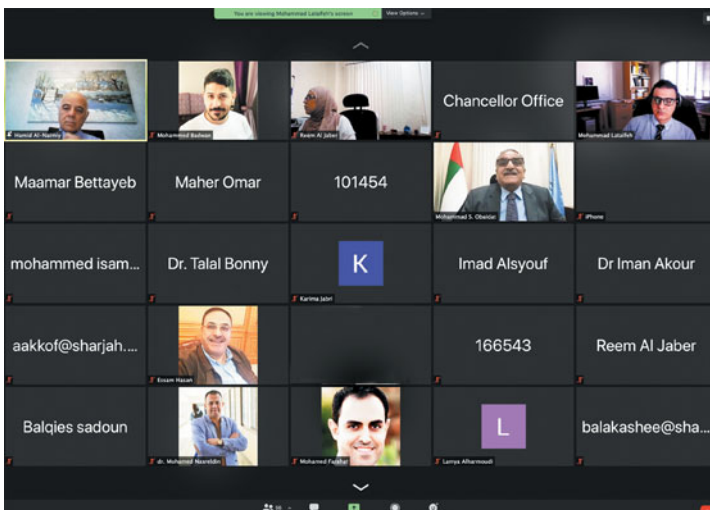 You are viewing Mohammad Lataifeh's screen
View Options
Hamid Al-Naimiy
Mohammed Badwan
Reem Al Jaber
Chancellor Office
Mohammad Lataifeh
Maamar Bettayeb
Maher Omar
101454
Mohammad S. Obaidat
iPhone
mohammed isam...
Dr. Talal Bonny
K
Karima Jabri
Imad Alsyouf
Dr Iman Akour
aakkof@sharjah....
Essam Hasan
166543
Reem Al Jaber
Balqies sadoun
dr. Mohamed Nasreldin
Mohamed Farahat
L
Lamya Alharmoudi
balakashee@sha...